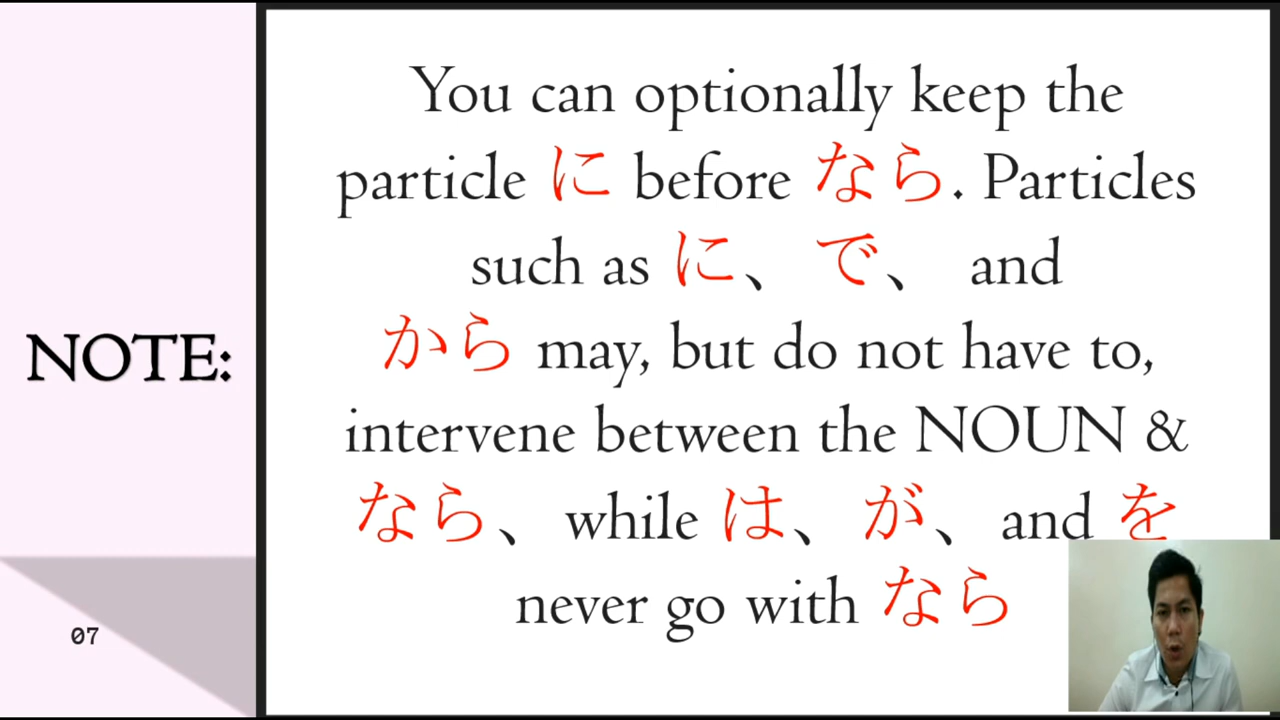 NOTE:
07
You can optionally keep the
particle に before なら. Particles
such as に、で、 and
から may, but do not have to,
intervene between the NOUN &
なら、 while は、が、 and を
never go with なら